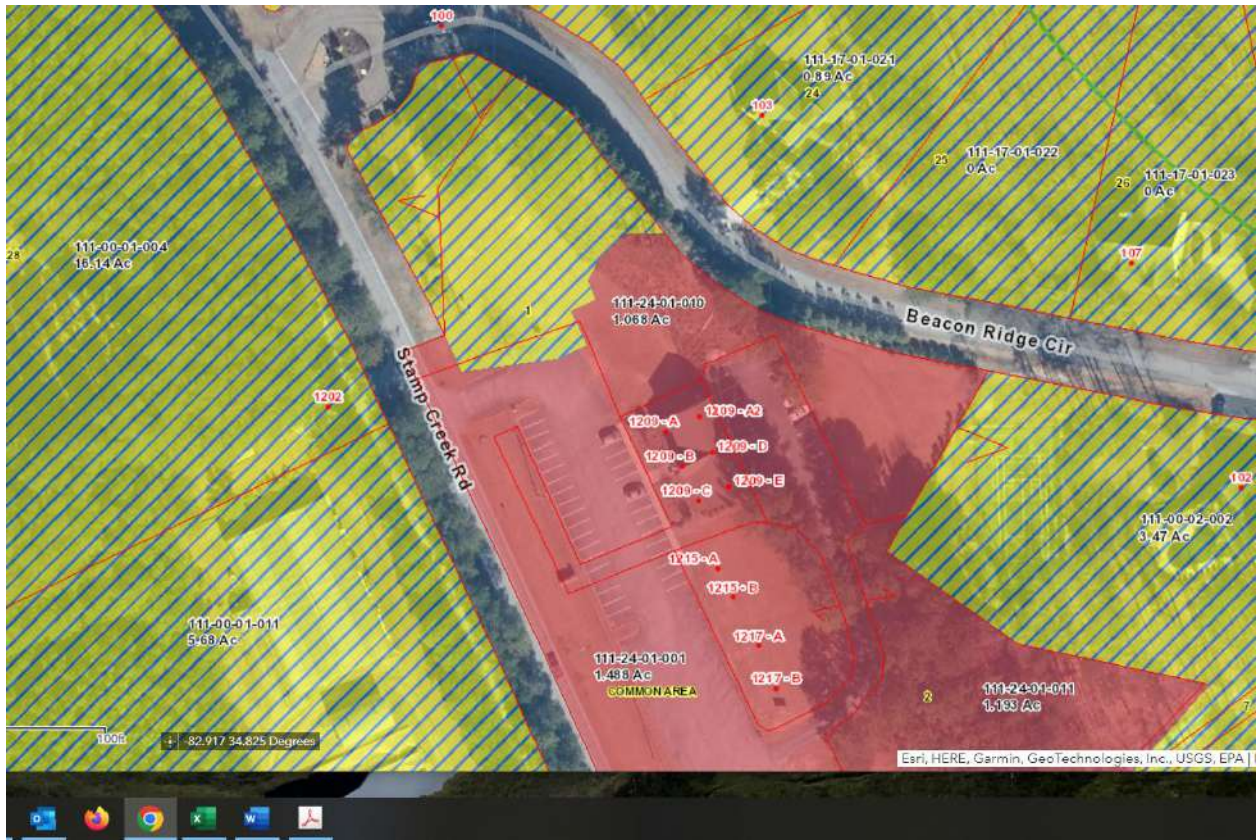 100
111-17-01-021
0.89 Ac
24
103
25
111-17-01-022
0 Ac
26
111-17-01-023
0 Ac
111-00-01-004
16.14 Ac
28
107
111-24-01-010
1.068 Ac
1
Beacon Ridge Cir
Stamp Creek Rd
1202
1209 - A
1209 - A2
1209 - B
1209 - D
1209 - C
1209 - E
102
111-00-02-002
3.47 Ac
1215 - A
1215 - B
111-00-01-011
5.68 Ac
1217 - A
111-24-01-001
1.488 Ac
COMMON AREA
1217 - B
2
111-24-01-011
1.193 Ac
7
100ft
-82.917 34.825 Degrees
Esri, HERE, Garmin, GeoTechnologies, Inc., USGS, EPA |